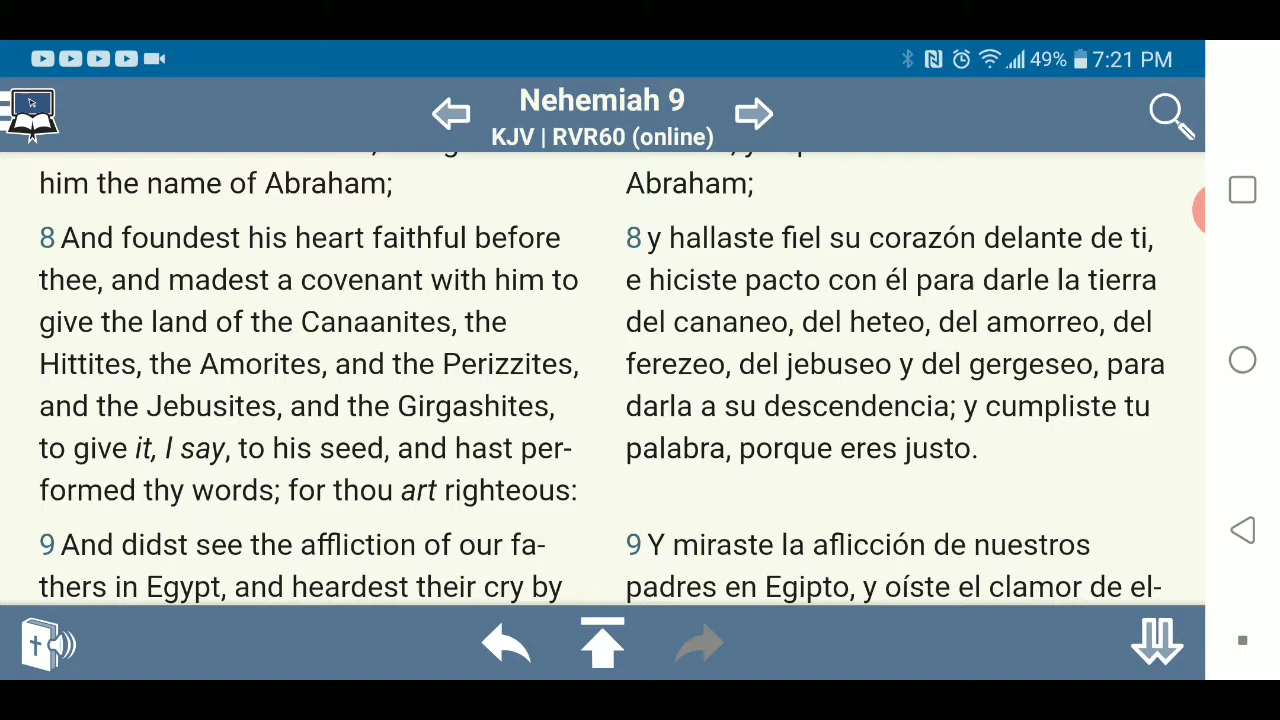 49% 7:21 PM
Nehemiah 9
KJV | RVR60 (online)
him the name of Abraham;
8 And foundest his heart faithful before
thee, and madest a covenant with him to
give the land of the Canaanites, the
Hittites, the Amorites, and the Perizzites,
and the Jebusites, and the Girgashites,
to give it, I say, to his seed, and hast per-
formed thy words; for thou art righteous:
9 And didst see the affliction of our fa-
thers in Egypt, and heardest their cry by
Abraham;
8 y hallaste fiel su corazón delante de ti,
e hiciste pacto con él para darle la tierra
del cananeo, del heteo, del amorreo, del
ferezeo, del jebuseo y del gergeseo, para
darla a su descendencia; y cumpliste tu
palabra, porque eres justo.
9 Y miraste la aflicción de nuestros
padres en Egipto, y oíste el clamor de el-